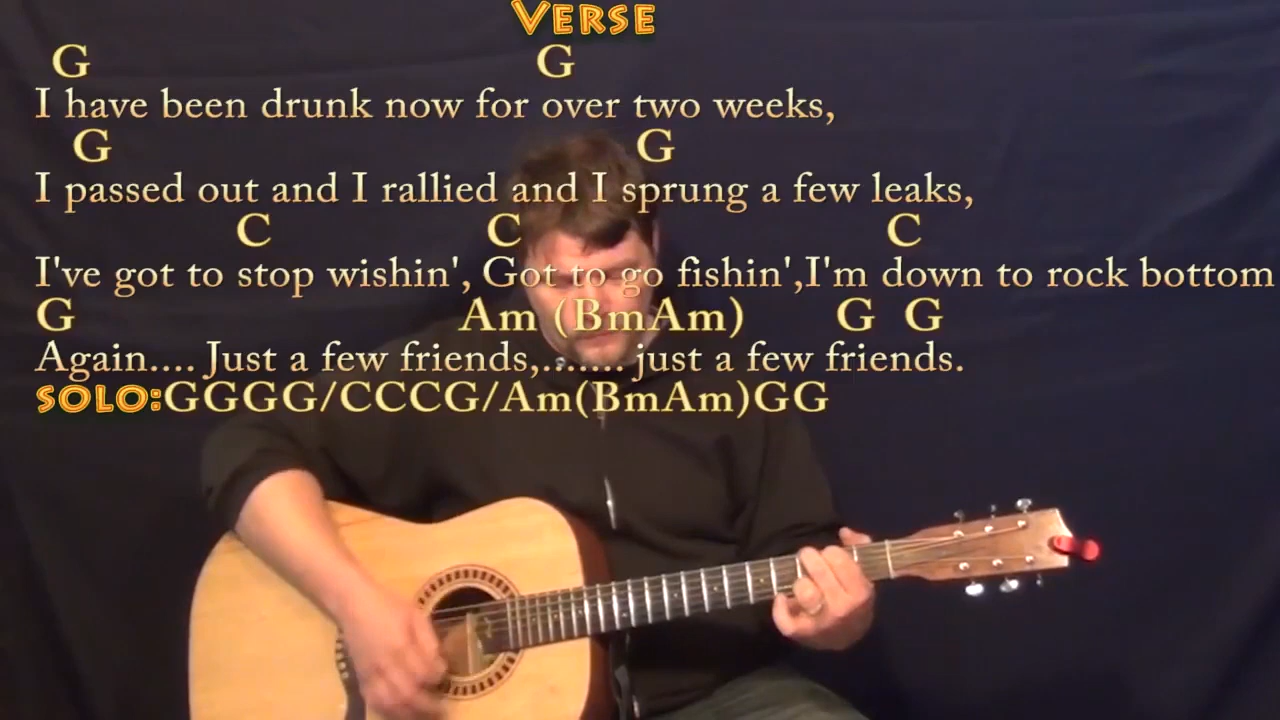 VERSE
G G
I have been drunk now for over two weeks,
G G
I passed out and I rallied and I sprung a few leaks,
C C C
I've got to stop wishin', Got to go fishin',I'm down to rock bottom
G Am (BmAm) G G
Again.... Just a few friends,....... just a few friends.
SOLO:GGGG/CCCG/Am(BmAm)GG